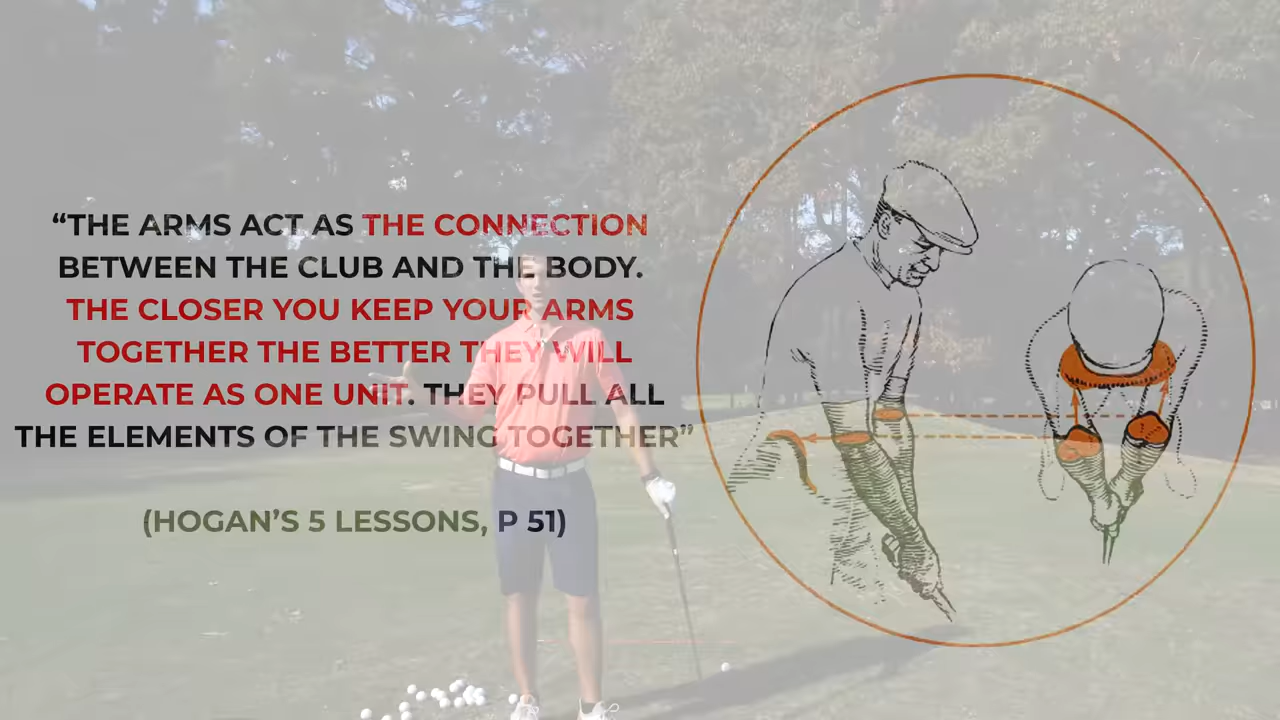 “THE ARMS ACT AS THE CONNECTION
BETWEEN THE CLUB AND THE BODY.
THE CLOSER YOU KEEP YOUR ARMS
TOGETHER THE BETTER THEY WILL
OPERATE AS ONE UNIT. THEY PULL ALL
THE ELEMENTS OF THE SWING TOGETHER”
(HOGAN’S 5 LESSONS, P 51)